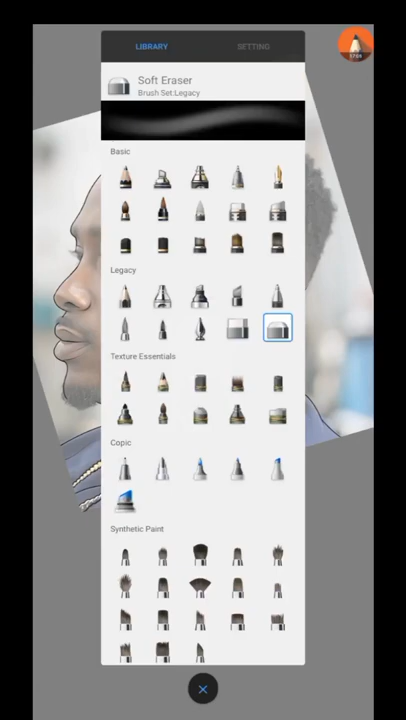 LIBRARY
SETTING
Soft Eraser
Brush Set:Legacy
Basic
Legacy
Texture Essentials
Copic
Synthetic Paint